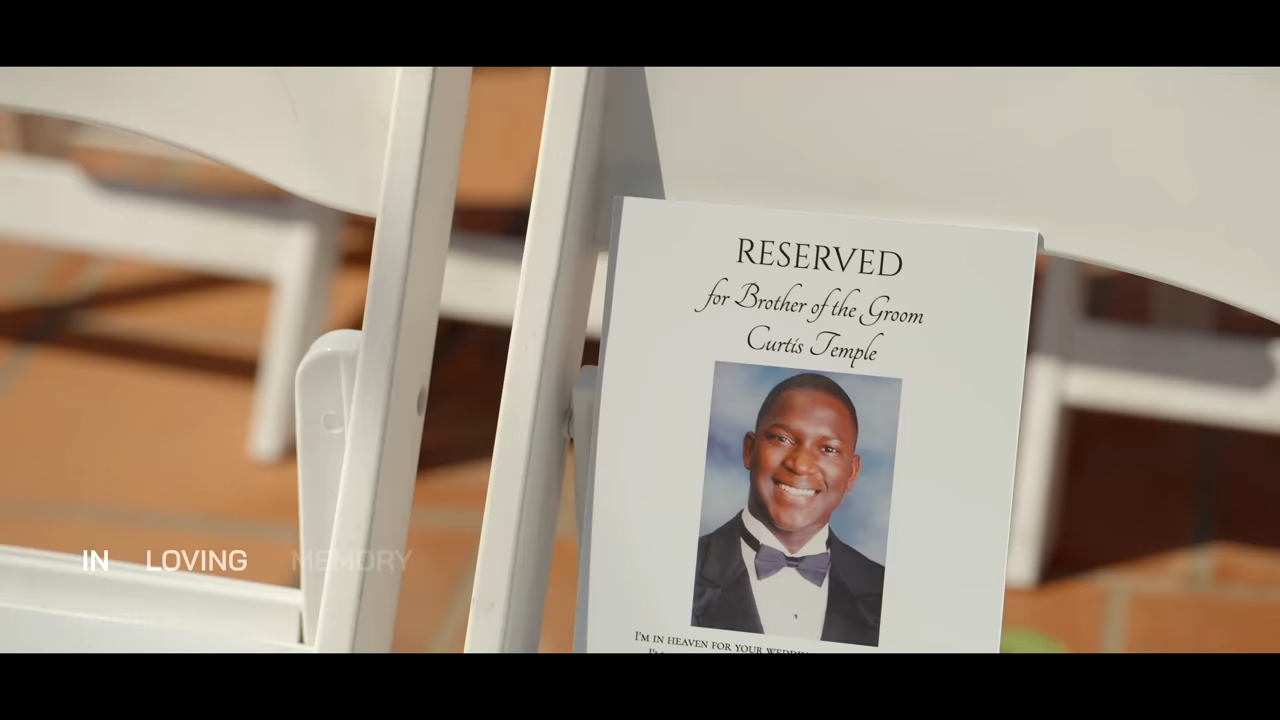 RESERVED
for Brother of the Groom
Curtis Temple
I'M IN HEAVEN FOR YOUR
IN LOVING MEMORY